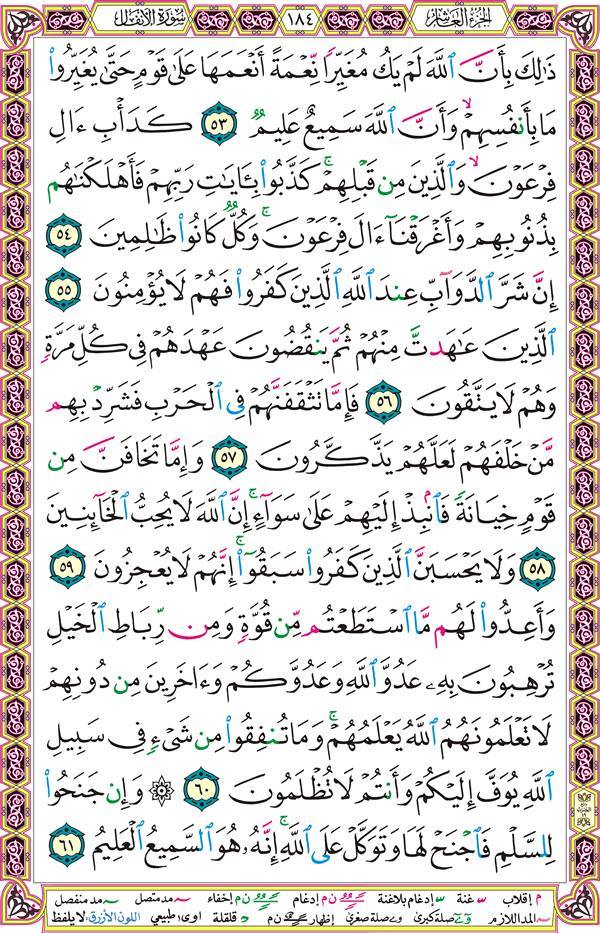 الجزء العاشر ١٨٤ سورة الأنفال
ذَٰلِكَ بِأَنَّ ٱللَّهَ لَمۡ يَكُ مُغَيِّرٗا نِّعۡمَةً أَنۡعَمَهَا عَلَىٰ قَوۡمٍ حَتَّىٰ يُغَيِّرُواْ
مَا بِأَنفُسِهِمۡۙ وَأَنَّ ٱللَّهَ سَمِيعٌ عَلِيمٞ ٥٣ كَدَأۡبِ ءَالِ
فِرۡعَوۡنَۙ وَٱلَّذِينَ مِن قَبۡلِهِمۡۚ كَذَّبُواْ بِـَٔايَٰتِ رَبِّهِمۡ فَأَهۡلَكۡنَٰهُم
بِذُنُوبِهِمۡ وَأَغۡرَقۡنَآ ءَالَ فِرۡعَوۡنَۚ وَكُلّٞ كَانُواْ ظَٰلِمِينَ ٥٤
إِنَّ شَرَّ ٱلدَّوَآبِّ عِندَ ٱللَّهِ ٱلَّذِينَ كَفَرُواْ فَهُمۡ لَا يُؤۡمِنُونَ ٥٥
ٱلَّذِينَ عَٰهَدتَّ مِنۡهُمۡ ثُمَّ يَنقُضُونَ عَهۡدَهُمۡ فِي كُلِّ مَرَّةٖ
وَهُمۡ لَا يَتَّقُونَ ٥٦ فَإِمَّا تَثۡقَفَنَّهُمۡ فِي ٱلۡحَرۡبِ فَشَرِّدۡ بِهِم
مَّنۡ خَلۡفَهُمۡ لَعَلَّهُمۡ يَذَّكَّرُونَ ٥٧ وَإِمَّا تَخَافَنَّ مِن
قَوۡمٍ خِيَانَةٗ فَٱنۢبِذۡ إِلَيۡهِمۡ عَلَىٰ سَوَآءٍۚ إِنَّ ٱللَّهَ لَا يُحِبُّ ٱلۡخَآئِنِينَ
٥٨ وَلَا يَحۡسَبَنَّ ٱلَّذِينَ كَفَرُواْ سَبَقُوٓاْۚ إِنَّهُمۡ لَا يُعۡجِزُونَ ٥٩
وَأَعِدُّواْ لَهُم مَّا ٱسۡتَطَعۡتُم مِّن قُوَّةٖ وَمِن رِّبَاطِ ٱلۡخَيۡلِ
تُرۡهِبُونَ بِهِۦ عَدُوَّ ٱللَّهِ وَعَدُوَّكُمۡ وَءَاخَرِينَ مِن دُونِهِمۡ
لَا تَعۡلَمُونَهُمُ ٱللَّهُ يَعۡلَمُهُمۡۚ وَمَا تُنفِقُواْ مِن شَيۡءٖ فِي سَبِيلِ
ٱللَّهِ يُوَفَّ إِلَيۡكُمۡ وَأَنتُمۡ لَا تُظۡلَمُونَ ٦٠ ۞ وَإِن جَنَحُواْ
لِلسَّلۡمِ فَٱجۡنَحۡ لَهَا وَتَوَكَّلۡ عَلَى ٱللَّهِۚ إِنَّهُۥ هُوَ ٱلسَّمِيعُ ٱلۡعَلِيمُ ٦١
م إقلاب غنة إدغام بلاغنة ن م إدغام إخفاء مد متصل مد منفصل
المد اللازم صلة كبرى صلة صغرى إظهار ن م قلقلة اوى طبيعي اللون الأزرق لا يلفظ